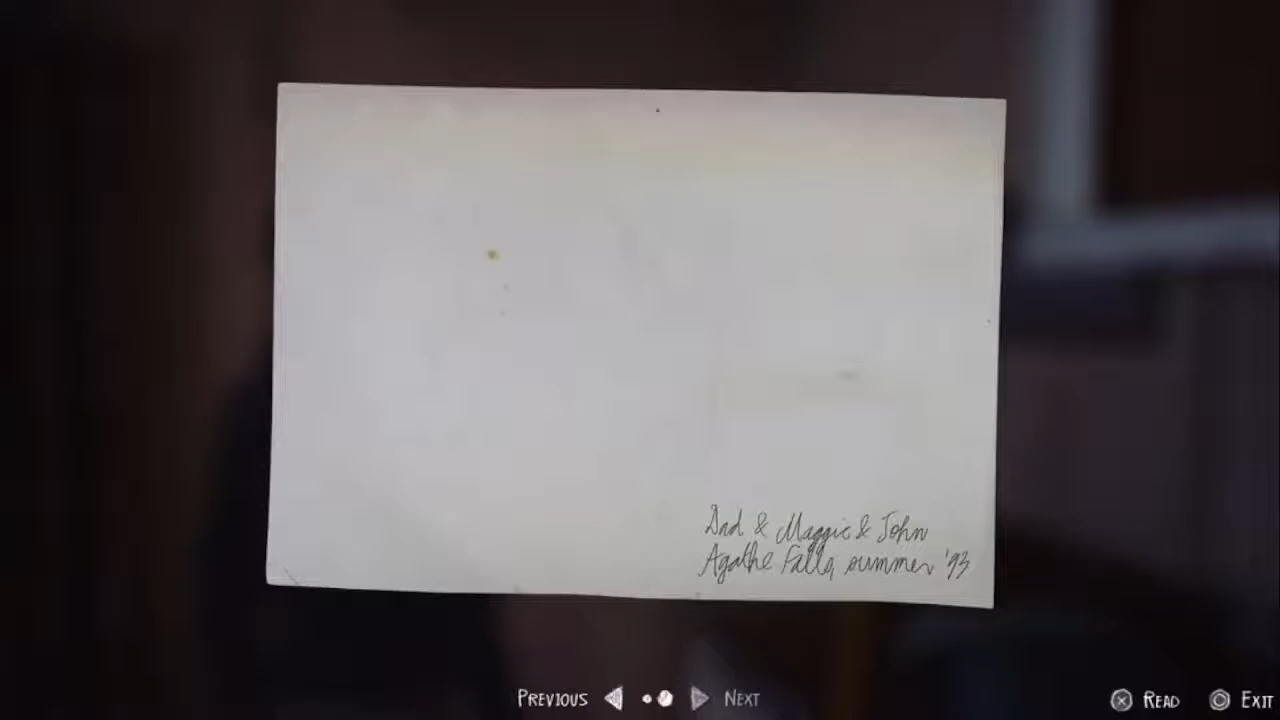 Dad & Maggie & John
Agathe Falls, summer '93
PREVIOUS NEXT READ EXIT